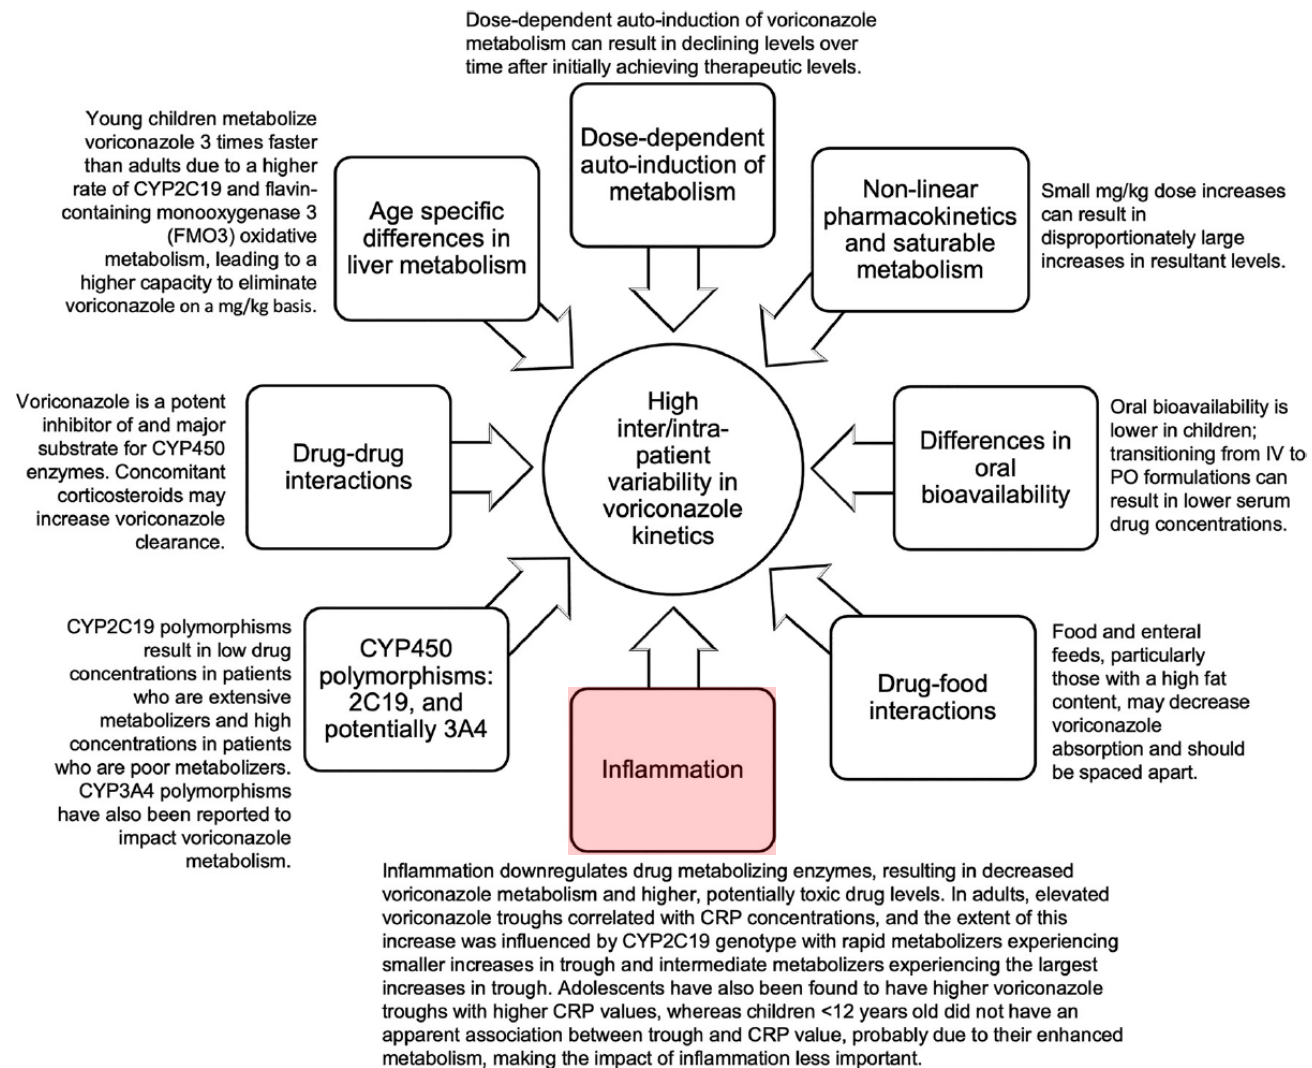 Dose-dependent auto-induction of voriconazole
metabolism can result in declining levels over
time after initially achieving therapeutic levels.
Dose-dependent
auto-induction of
metabolism
Young children metabolize
voriconazole 3 times faster
than adults due to a higher
rate of CYP2C19 and flavin-
containing monooxygenase 3
(FMO3) oxidative
metabolism, leading to a
higher capacity to eliminate
voriconazole on a mg/kg basis.
Age specific
differences in
liver metabolism
Non-linear
pharmacokinetics
and saturable
metabolism
Small mg/kg dose increases
can result in
disproportionately large
increases in resultant levels.
Voriconazole is a potent
inhibitor of and major
substrate for CYP450
enzymes. Concomitant
corticosteroids may
increase voriconazole
clearance.
Drug-drug
interactions
High
inter/intra-
patient
variability in
voriconazole
kinetics
Differences in
oral
bioavailability
Oral bioavailability is
lower in children;
transitioning from IV to
PO formulations can
result in lower serum
drug concentrations.
CYP2C19 polymorphisms
result in low drug
concentrations in patients
who are extensive
metabolizers and high
concentrations in patients
who are poor metabolizers.
CYP3A4 polymorphisms
have also been reported to
impact voriconazole
metabolism.
CYP450
polymorphisms:
2C19, and
potentially 3A4
Inflammation
Drug-food
interactions
Food and enteral
feeds, particularly
those with a high fat
content, may decrease
voriconazole
absorption and should
be spaced apart.
Inflammation downregulates drug metabolizing enzymes, resulting in decreased
voriconazole metabolism and higher, potentially toxic drug levels. In adults, elevated
voriconazole troughs correlated with CRP concentrations, and the extent of this
increase was influenced by CYP2C19 genotype with rapid metabolizers experiencing
smaller increases in trough and intermediate metabolizers experiencing the largest
increases in trough. Adolescents have also been found to have higher voriconazole
troughs with higher CRP values, whereas children <12 years old did not have an
apparent association between trough and CRP value, probably due to their enhanced
metabolism, making the impact of inflammation less important.